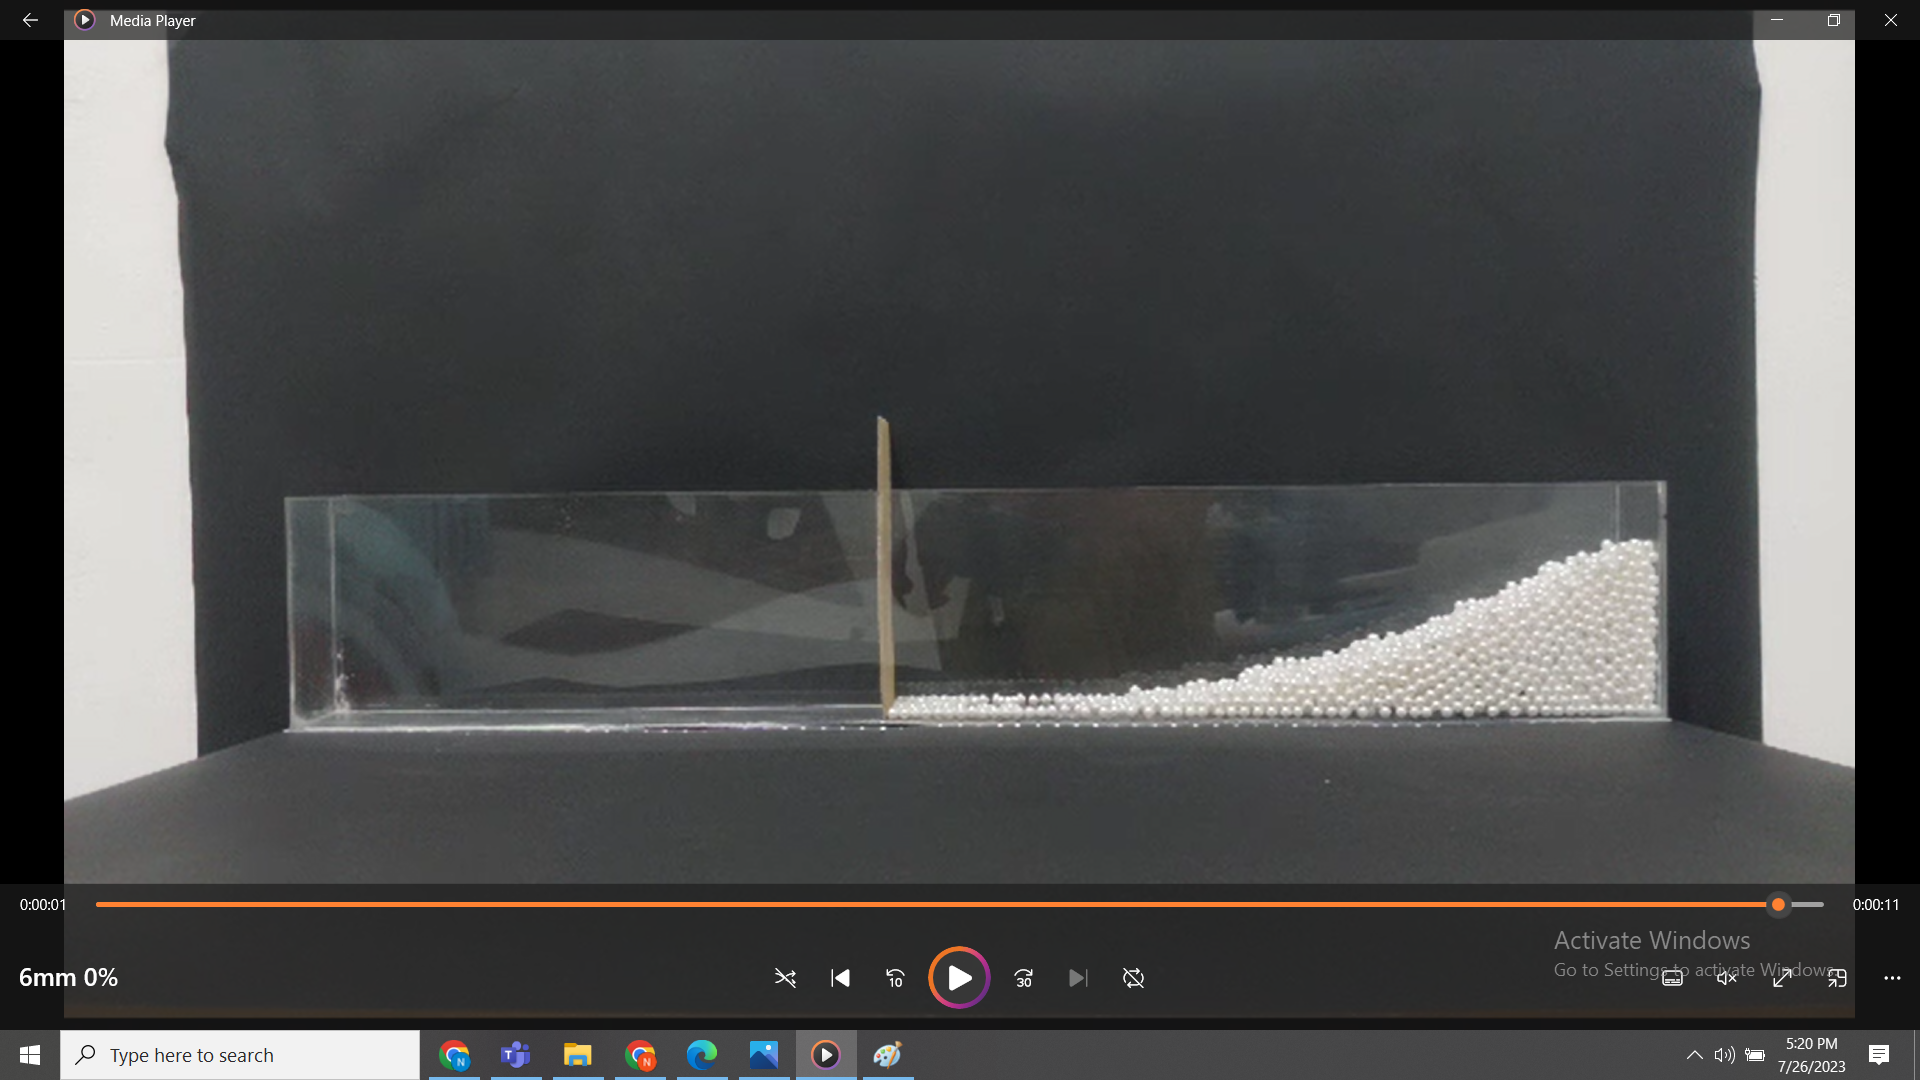 Media Player
0:00:01
0:00:11
Activate Windows
Go to Settings to activate Windows.
6mm 0%
10
30
Type here to search
N
T
N
5:20 PM
7/26/2023